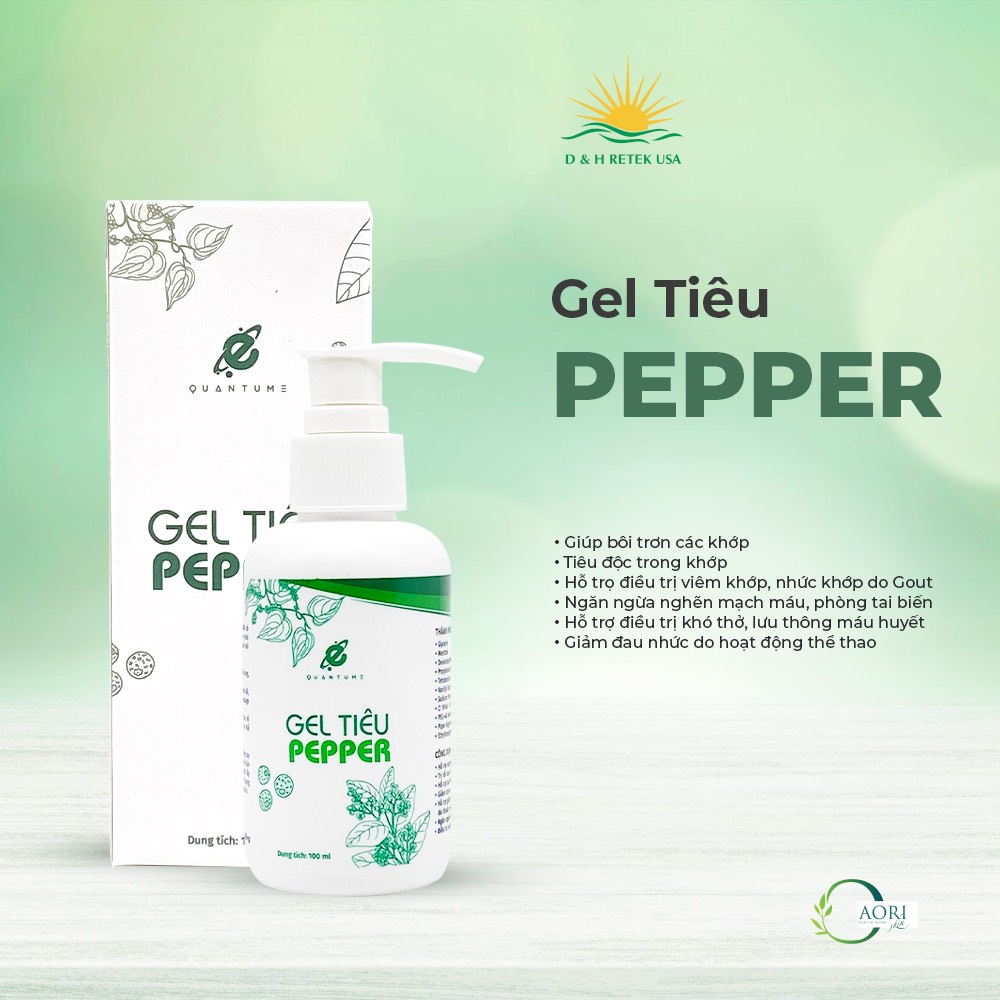 D & H RETEK USA
QUANTUME
GEL TIÊU
PEPPER
Dung tích:
Gel Tiêu
PEPPER
• Giúp bôi trơn các khớp
• Tiêu độc trong khớp
• Hỗ trợ điều trị viêm khớp, nhức khớp do Gout
• Ngăn ngừa nghẽn mạch máu, phòng tai biến
• Hỗ trợ điều trị khó thở, lưu thông máu huyết
• Giảm đau nhức do hoạt động thể thao
QUANTUME
GEL TIÊU
PEPPER
Dung tích: 100 ml
AORI
skin